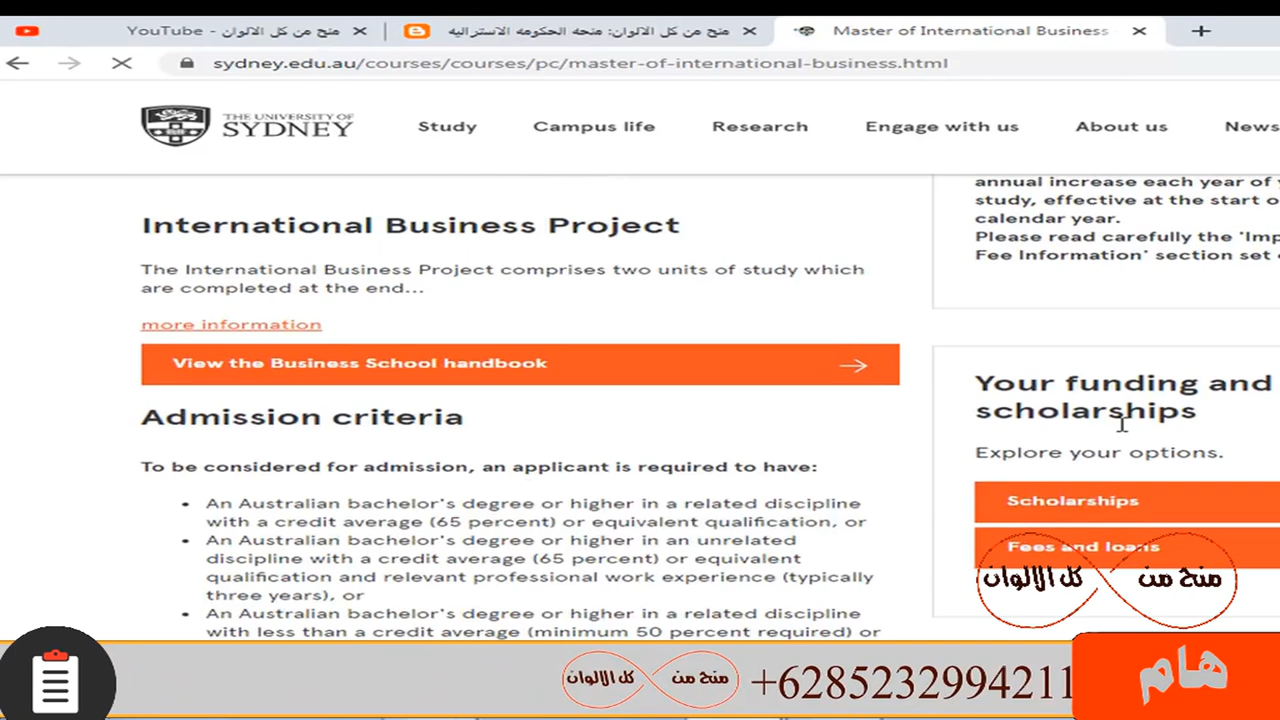 منح من كل الالوان - YouTube
منح من كل الالوان: منحه الحكومه الاستراليه
Master of International Business
sydney.edu.au/courses/courses/pc/master-of-international-business.html
THE UNIVERSITY OF
SYDNEY
Study
Campus life
Research
Engage with us
About us
News
International Business Project
The International Business Project comprises two units of study which
are completed at the end...
more information
View the Business School handbook
Admission criteria
To be considered for admission, an applicant is required to have:
• An Australian bachelor's degree or higher in a related discipline
with a credit average (65 percent) or equivalent qualification, or
• An Australian bachelor's degree or higher in an unrelated
discipline with a credit average (65 percent) or equivalent
qualification and relevant professional work experience (typically
three years), or
• An Australian bachelor's degree or higher in a related discipline
with less than a credit average (minimum 50 percent required) or
annual increase each year of
study, effective at the start o
calendar year.
Please read carefully the 'Imp
Fee Information' section set
Your funding and
scholarships
Explore your options.
Scholarships
Fees and loans
منح من كل الالوان
منح من كل الالوان
+6285232994211
هام